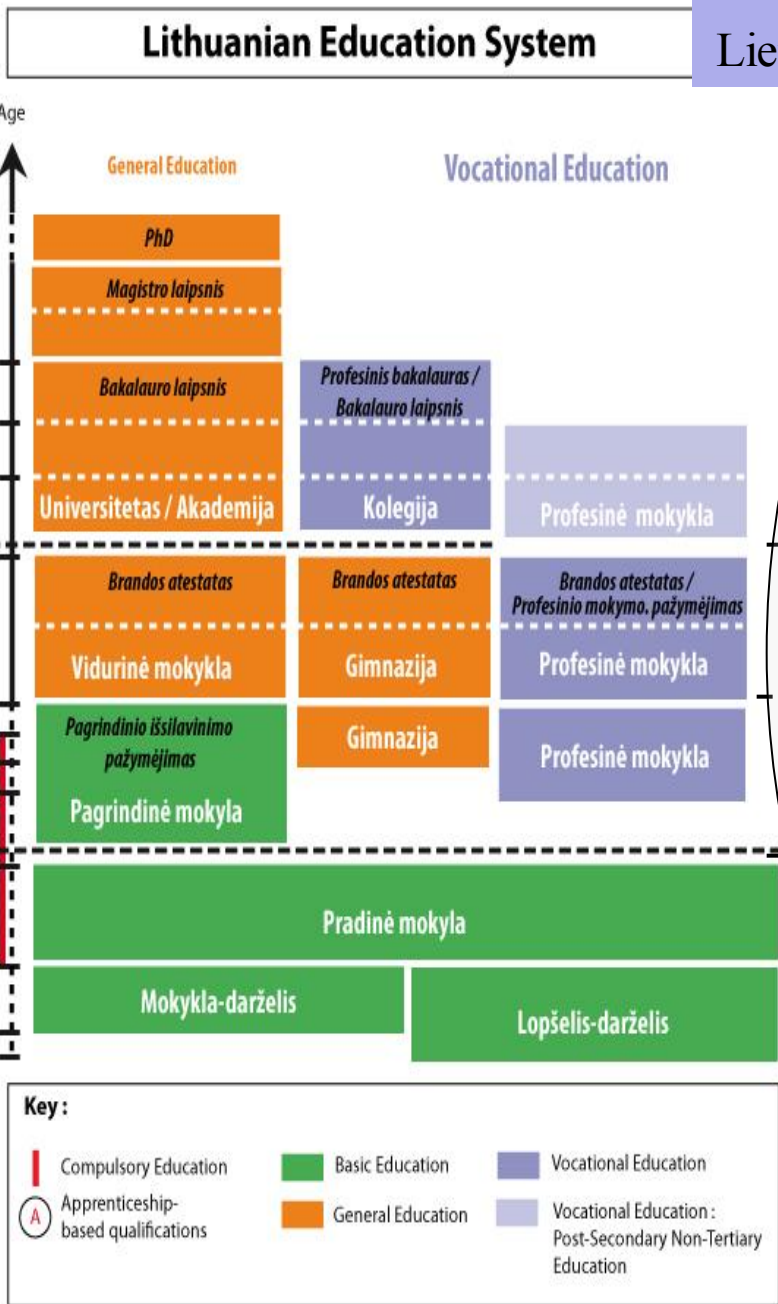 Lithuanian Education System
Lie
Age
General Education
Vocational Education
PhD
Magistro laipsnis
Bakalauro laipsnis
Universitetas / Akademija
Profesinis bakalauras /
Bakalauro laipsnis
Kolegija
Profesinė mokykla
Brandos atestatas
Vidurinė mokykla
Brandos atestatas
Gimnazija
Brandos atestatas /
Profesinio mokymo. pažymėjimas
Profesinė mokykla
Pagrindinio išsilavinimo
pažymėjimas
Pagrindinė mokyla
Gimnazija
Profesinė mokykla
Pradinė mokyla
Mokykla-darželis
Lopšelis-darželis
Key :
Compulsory Education
A
Apprenticeship-
based qualifications
Basic Education
General Education
Vocational Education
Vocational Education :
Post-Secondary Non-Tertiary
Education